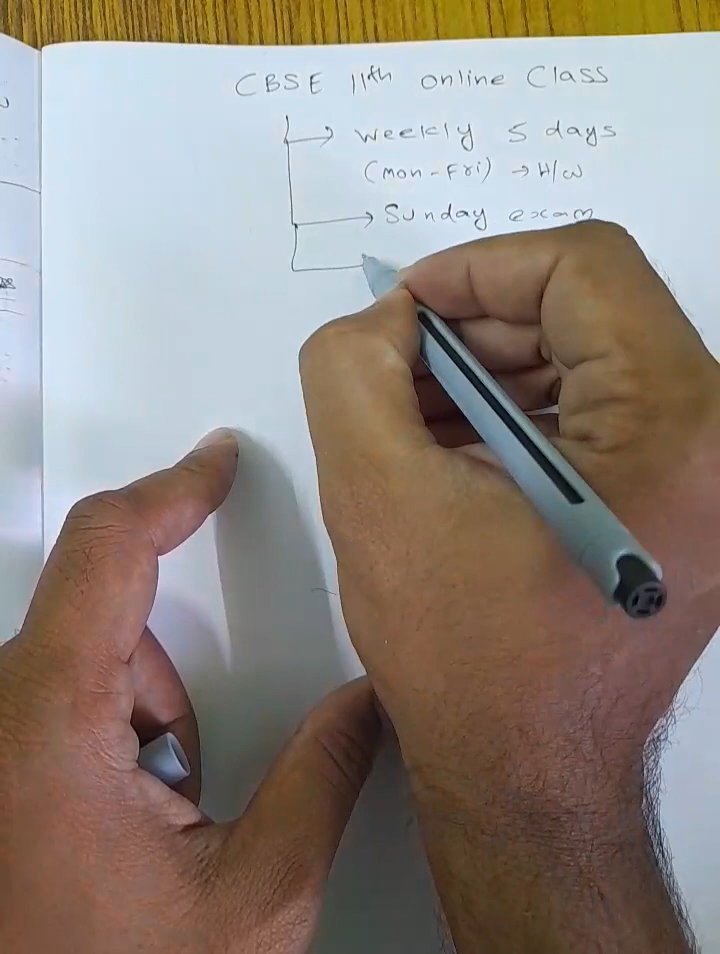 CBSE 11th online Class
→ weekly 5 days
(Mon-Fri) → H/W
→ Sunday exam